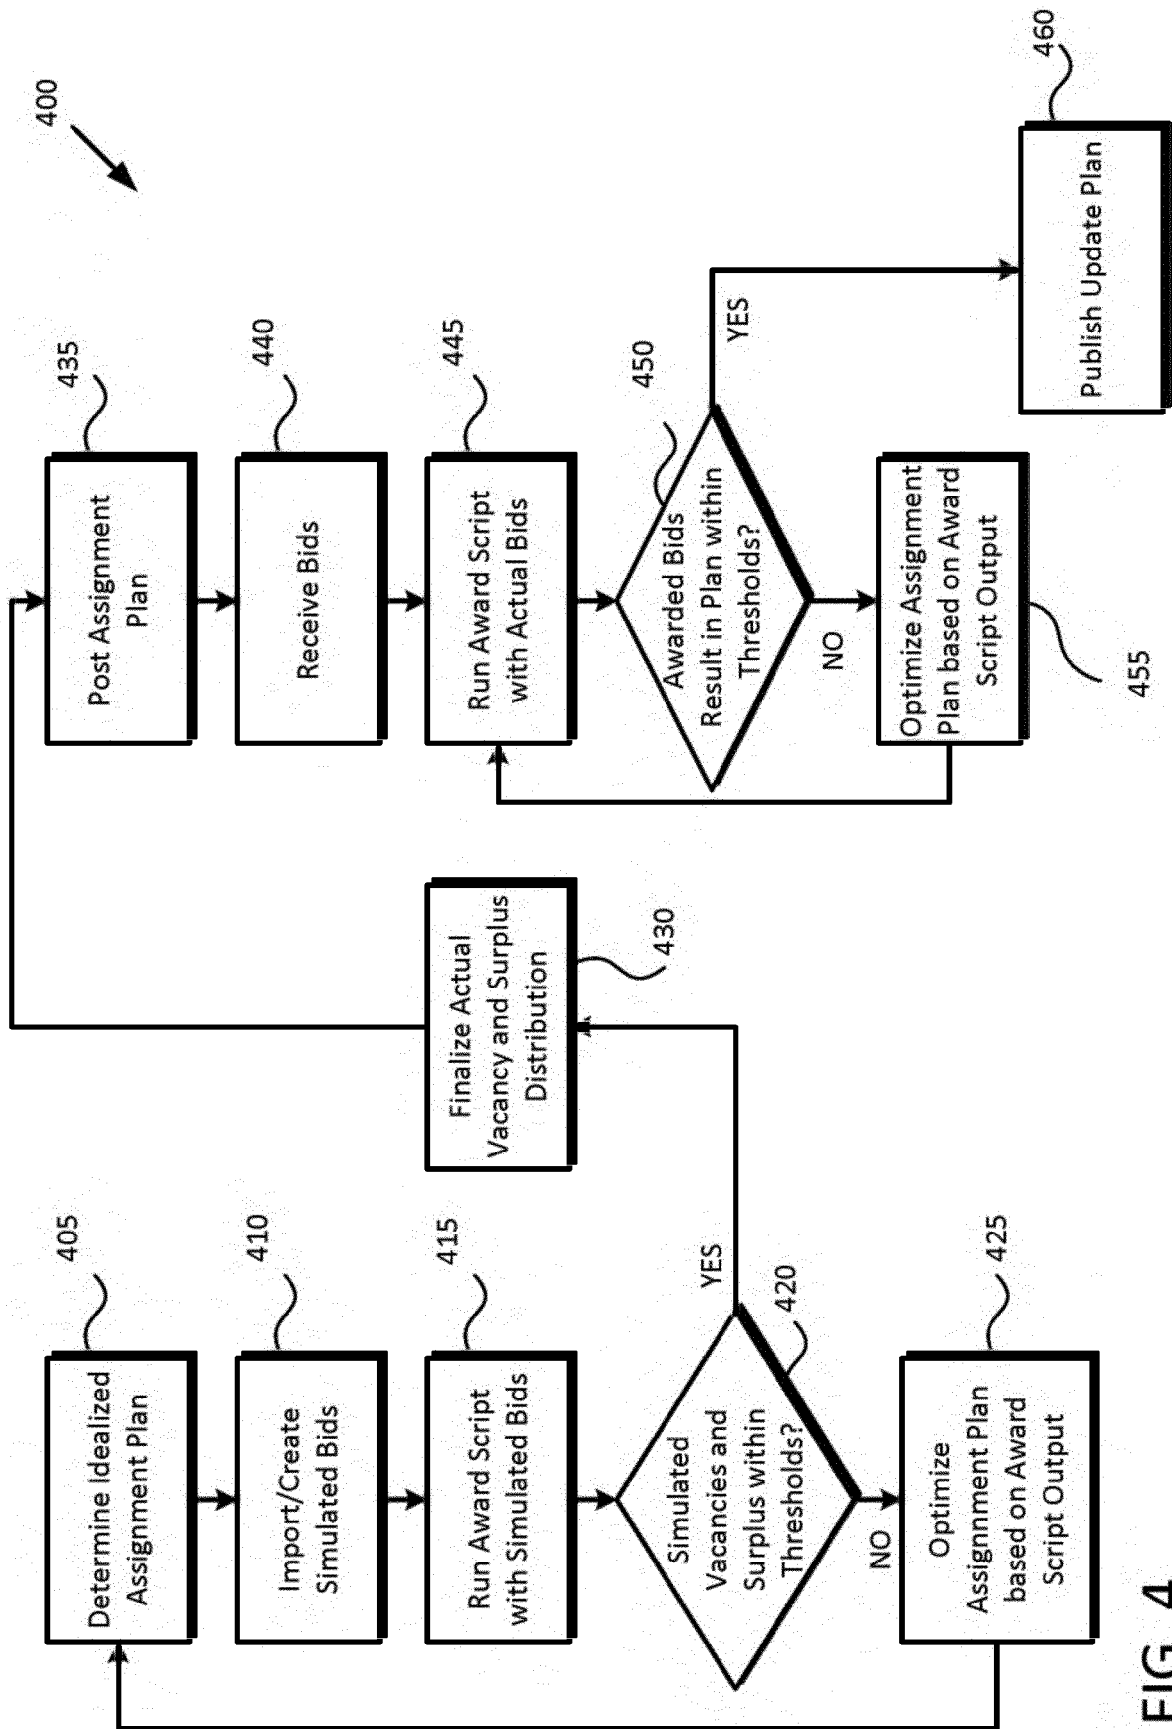 400
405
Determine Idealized
Assignment Plan
410
Import/Create
Simulated Bids
415
Run Award Script
with Simulated Bids
420
Simulated
Vacancies and
Surplus within
Thresholds?
YES
NO
425
Optimize
Assignnment Plan
based on Award
Script Output
430
Finalize Actual
Vacancy and Surplus
Distribution
435
Post Assignment
Plan
440
Receive Bids
445
Run Award Script
with Actual Bids
450
Awarded Bids
Result in Plan within
Thresholds?
YES
NO
455
Optimize Assignment
Plan based on Award
Script Output
460
Publish Update Plan
FIG. 4